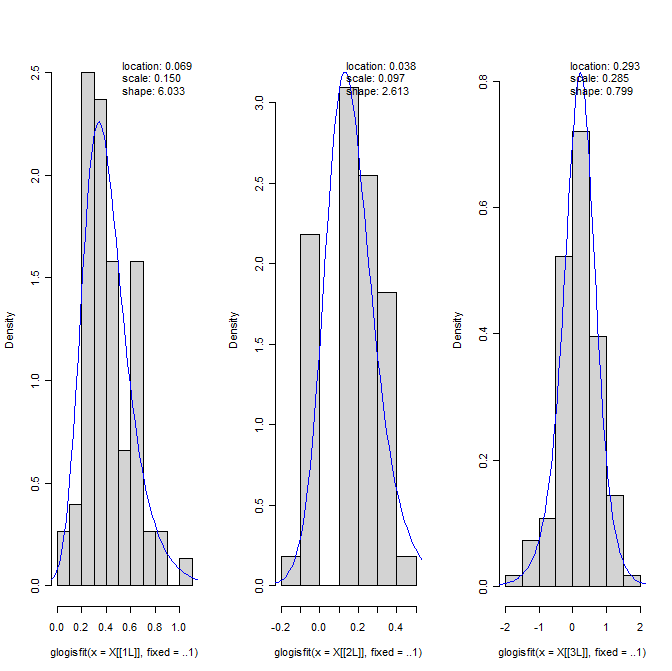 location: 0.069
scale: 0.150
shape: 6.033
Density
0.0
0.5
1.0
1.5
2.0
2.5
0.0 0.2 0.4 0.6 0.8 1.0
glogisfit(x = X[[1L]], fixed = ..1)
location: 0.038
scale: 0.097
shape: 2.613
Density
0.0
0.5
1.0
1.5
2.0
2.5
3.0
-0.2 0.0 0.2 0.4
glogisfit(x = X[[2L]], fixed = ..1)
location: 0.293
scale: 0.285
shape: 0.799
Density
0.0
0.2
0.4
0.6
0.8
-2 -1 0 1 2
glogisfit(x = X[[3L]], fixed = ..1)